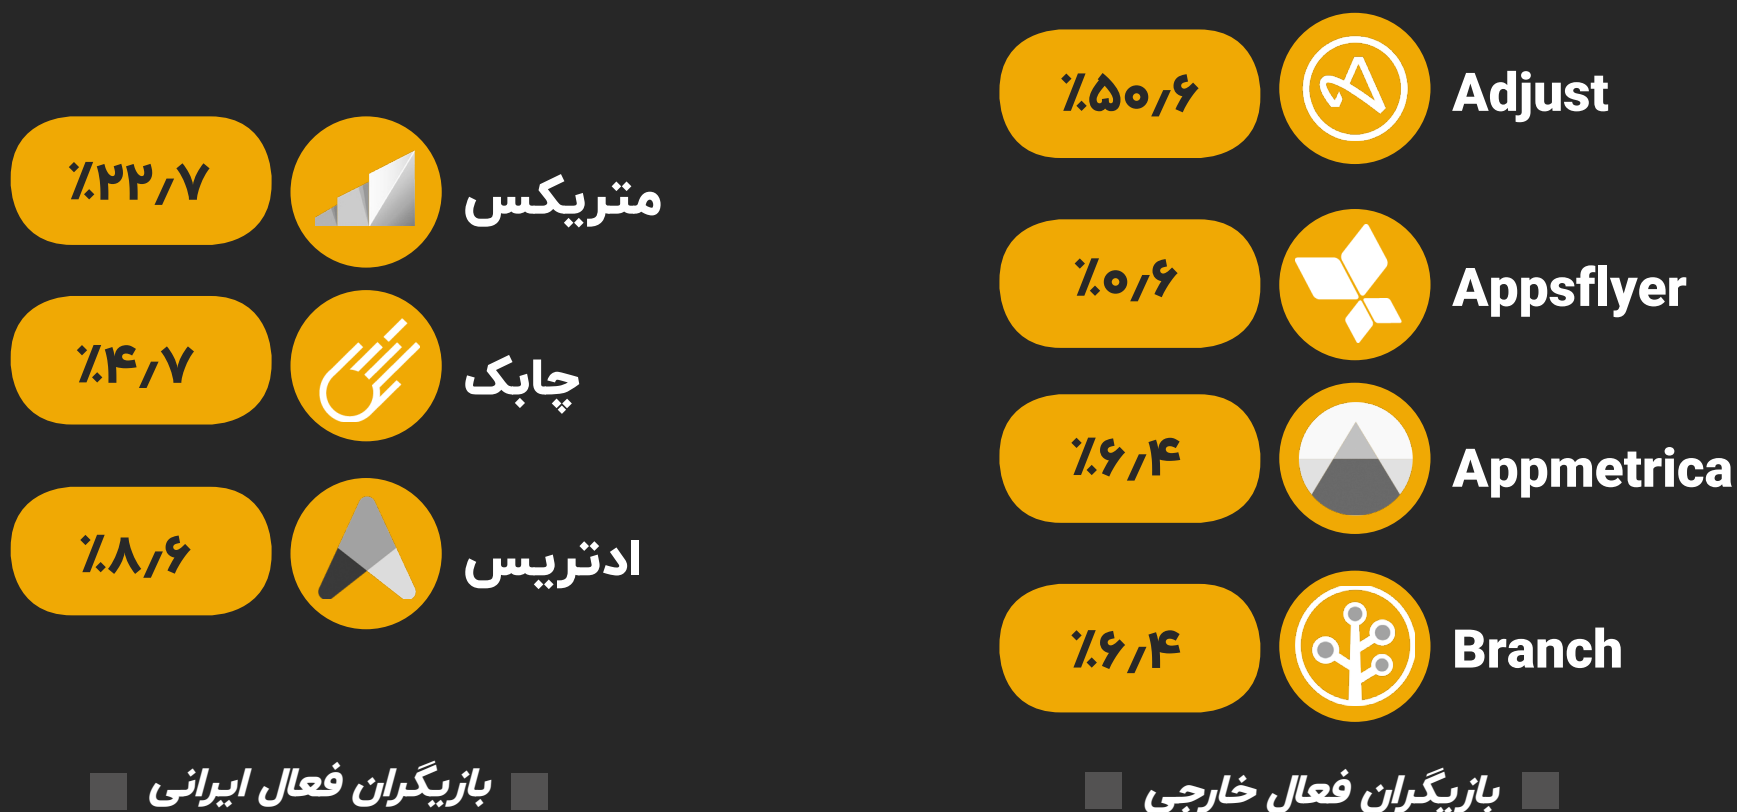 Adjust
٪۵۰٫۶
Appsflyer
٪۰٫۶
Appmetrica
٪۶٫۴
Branch
٪۶٫۴
بازیگران فعال خارجی
متریکس
٪۲۲٫۷
چابک
٪۴٫۷
ادتریس
٪۸٫۶
بازیگران فعال ایرانی